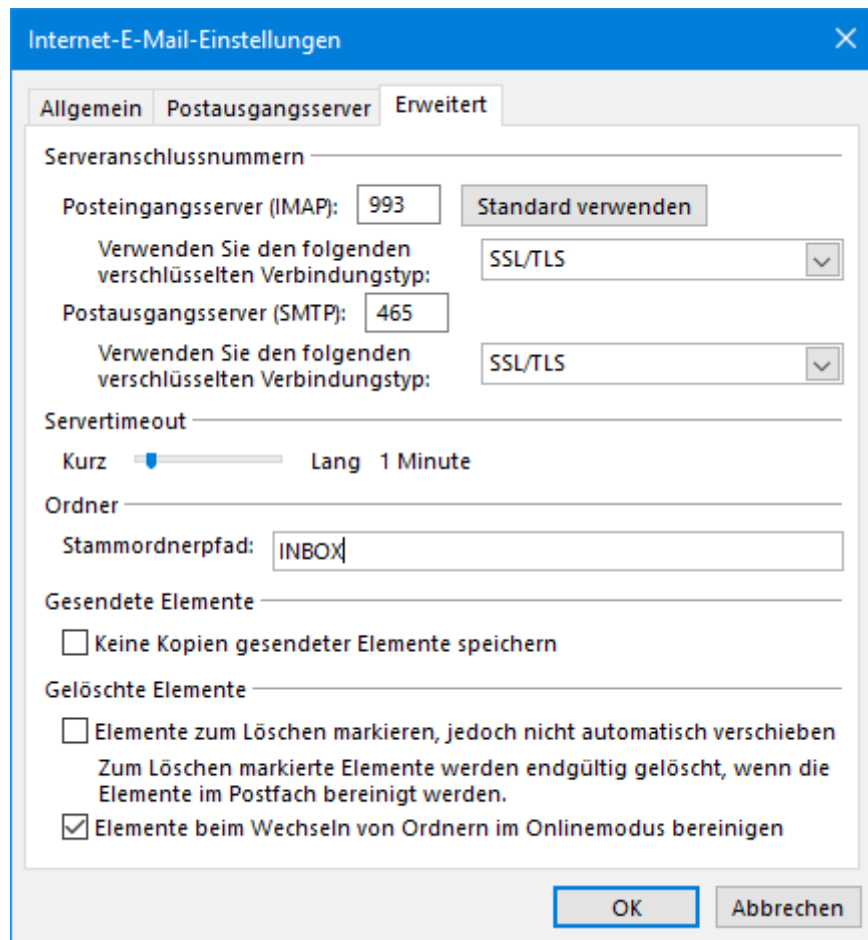 Internet-E-Mail-Einstellungen
Allgemein Postausgangsserver Erweitert
Serveranschlussnummern
Posteingangsserver (IMAP): 993 Standard verwenden
Verwenden Sie den folgenden
verschlüsselten Verbindungstyp: SSL/TLS
Postausgangsserver (SMTP): 465
Verwenden Sie den folgenden
verschlüsselten Verbindungstyp: SSL/TLS
Servertimeout
Kurz Lang 1 Minute
Ordner
Stammordnerpfad: INBOX
Gesendete Elemente
Keine Kopien gesendeter Elemente speichern
Gelöschte Elemente
Elemente zum Löschen markieren, jedoch nicht automatisch verschieben
Zum Löschen markierte Elemente werden endgültig gelöscht, wenn die
Elemente im Postfach bereinigt werden.
Elemente beim Wechseln von Ordnern im Onlinemodus bereinigen
OK Abbrechen